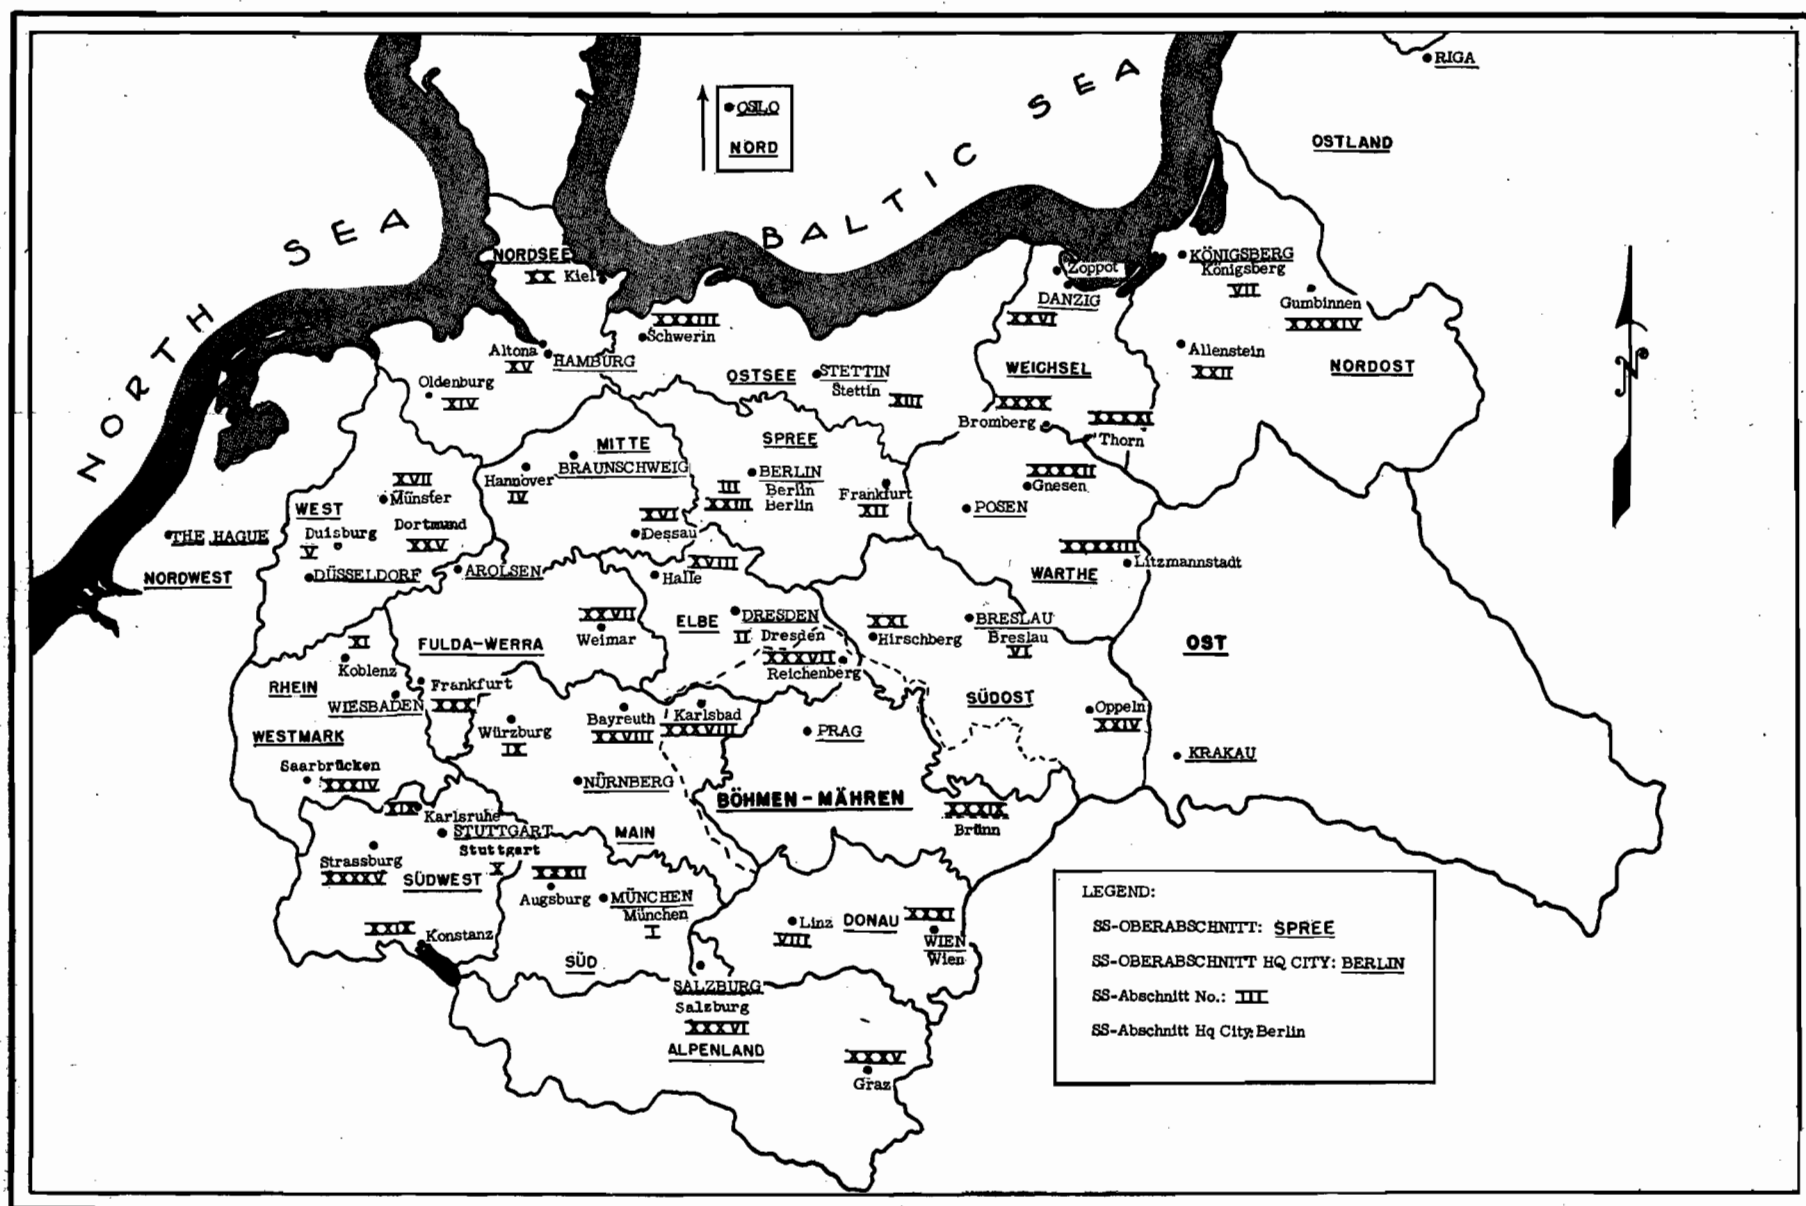 NORTH SEA
BALTIC SEA
OSLO
NORD
RIGA
OSTLAND
NORDSEE
XX Kiel
XXXIII
Schwerin
Altona
XV
HAMBURG
Oldenburg
XIV
OSTSEE
STETTIN
Stettin
XIII
Zoppot
DANZIG
XXVI
WEICHSEL
XXXX
Bromberg
XXXXI
Thorn
KÖNIGSBERG
Königsberg
VII
Gumbinnen
XXXXIV
Allenstein
XXII
NORDOST
N
MITTE
BRAUNSCHWEIG
Hannover
IV
XVI
Dessau
SPREE
BERLIN
III Berlin
XXIII Berlin
Frankfurt
XII
XXXXII
Gnesen
POSEN
XXXXIII
Litzmannstadt
WARTHE
XVII
Münster
WEST
Duisburg
V
Dortmund
XXV
DÜSSELDORF
AROLSEN
THE HAGUE
NORDWEST
XVIII
Halle
ELBE
DRESDEN
II Dresden
XXXVII
Reichenberg
XXVII
Weimar
FULDA-WERRA
XXI
Hirschberg
BRESLAU
Breslau
VI
SÜDOST
Oppeln
XXIV
OST
KRAKAU
XI
Koblenz
RHEIN
WIESBADEN
WESTMARK
Frankfurt
XXX
Saarbrücken
XXXIV
Würzburg
IX
Bayreuth
XXVIII
NÜRNBERG
MAIN
Karlsbad
XXXVIII
PRAG
BÖHMEN-MÄHREN
XXXIX
Brünn
XIX
Karlsruhe
STUTTGART
Stuttgart
X
Strassburg
XXXXV
SÜDWEST
XXIX
Konstanz
XXXII
Augsburg
MÜNCHEN
München
I
SÜD
Linz
VIII
DONAU
XXXI
WIEN
Wien
SALZBURG
Salzburg
XXXVI
ALPENLAND
XXXV
Graz
LEGEND:
SS-OBERABSCHNITT: SPREE
SS-OBERABSCHNITT HQ CITY: BERLIN
SS-Abschnitt No.: III
SS-Abschnitt Hq City: Berlin